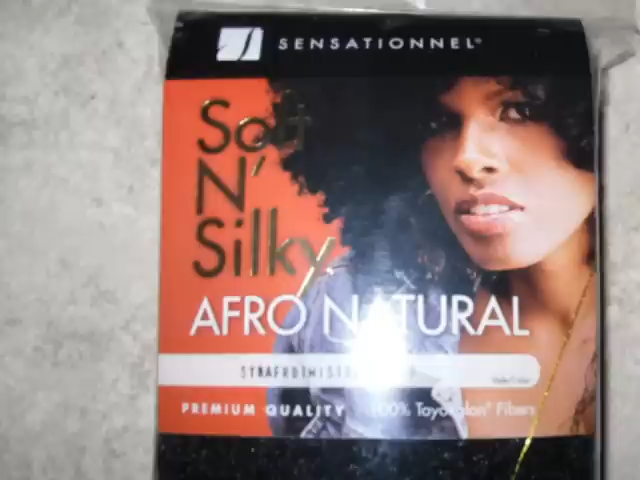 SENSATIONNEL®
Soft
N'
Silky
AFRO NATURAL
PREMIUM QUALITY 100% Toyokalon® Fibers